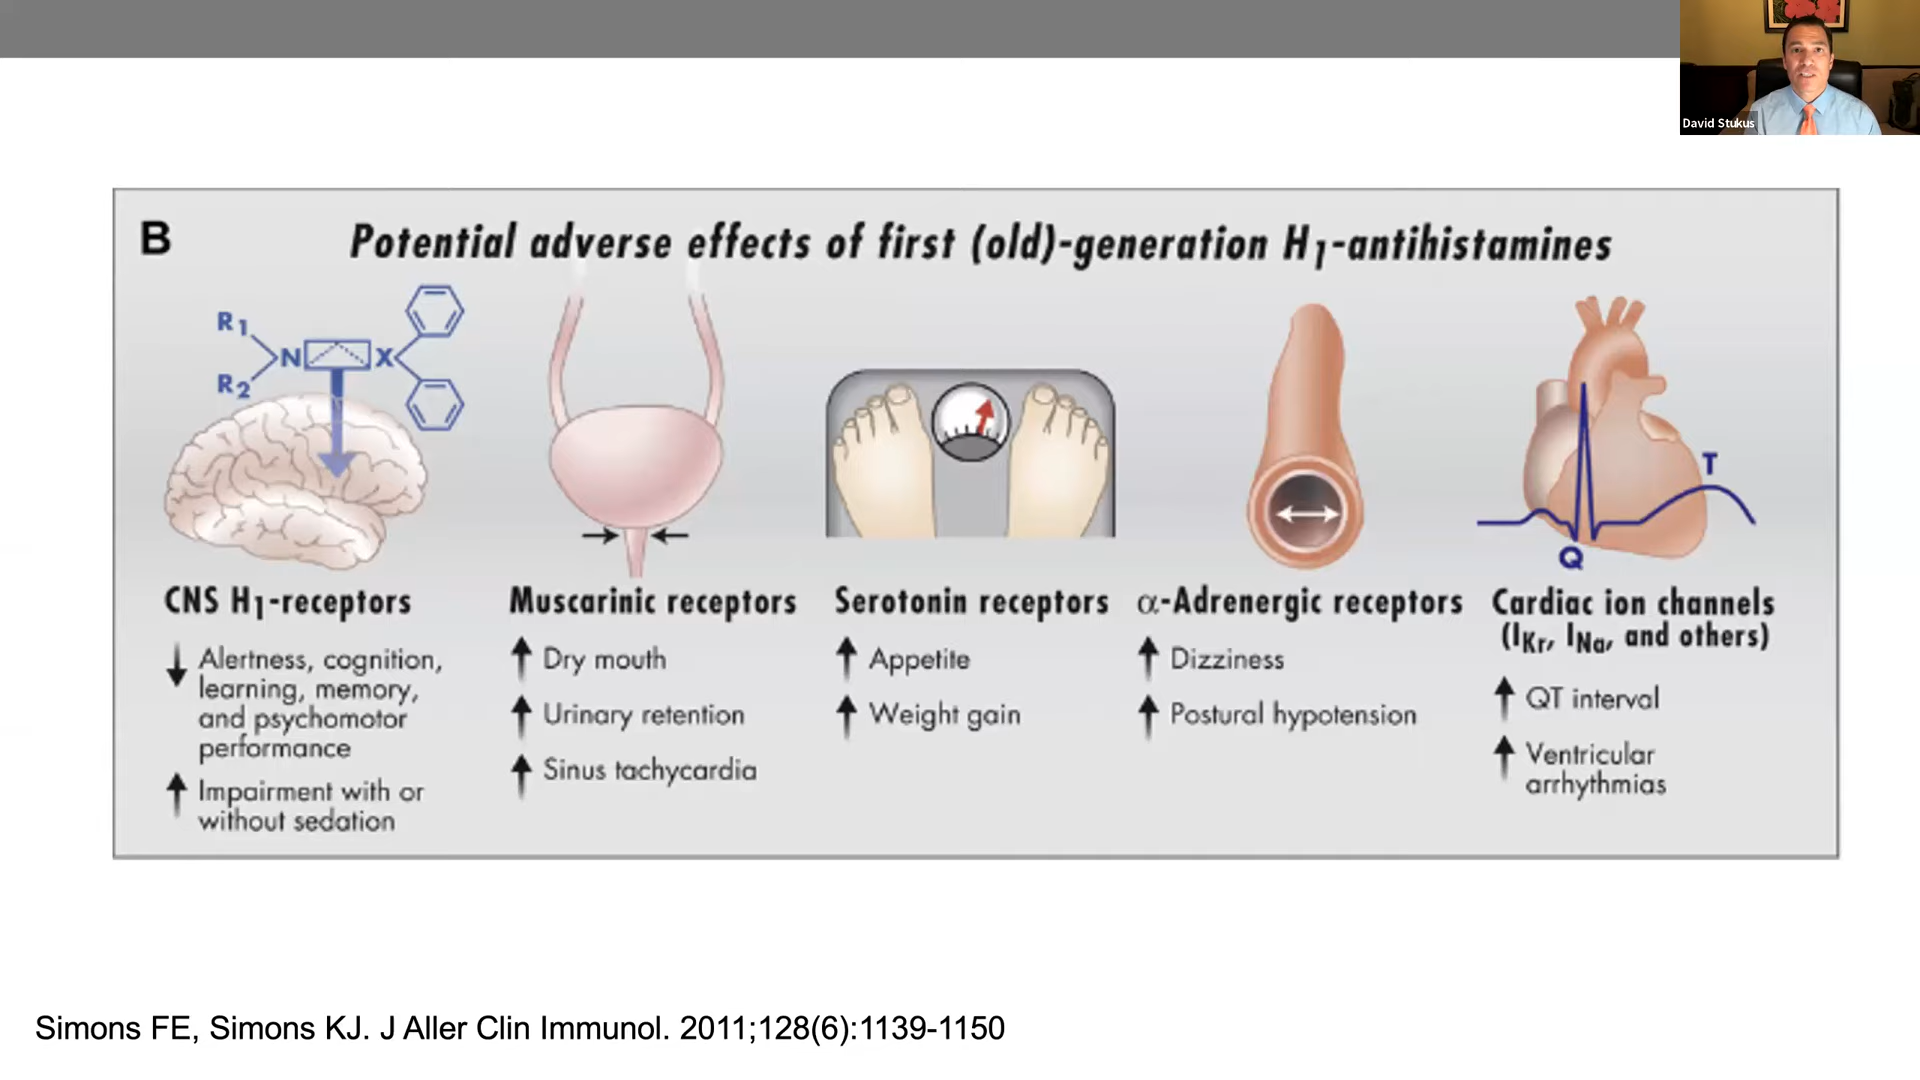 David Stukus
B
Potential adverse effects of first (old)-generation H1-antihistamines
R1
R2
N
X
T
Q
CNS H1-receptors
↓ Alertness, cognition,
learning, memory,
and psychomotor
performance
↑ Impairment with or
without sedation
Muscarinic receptors
↑ Dry mouth
↑ Urinary retention
↑ Sinus tachycardia
Serotonin receptors
↑ Appetite
↑ Weight gain
α-Adrenergic receptors
↑ Dizziness
↑ Postural hypotension
Cardiac ion channels
(IKr, INa, and others)
↑ QT interval
↑ Ventricular
arrhythmias
Simons FE, Simons KJ. J Aller Clin Immunol. 2011;128(6):1139-1150